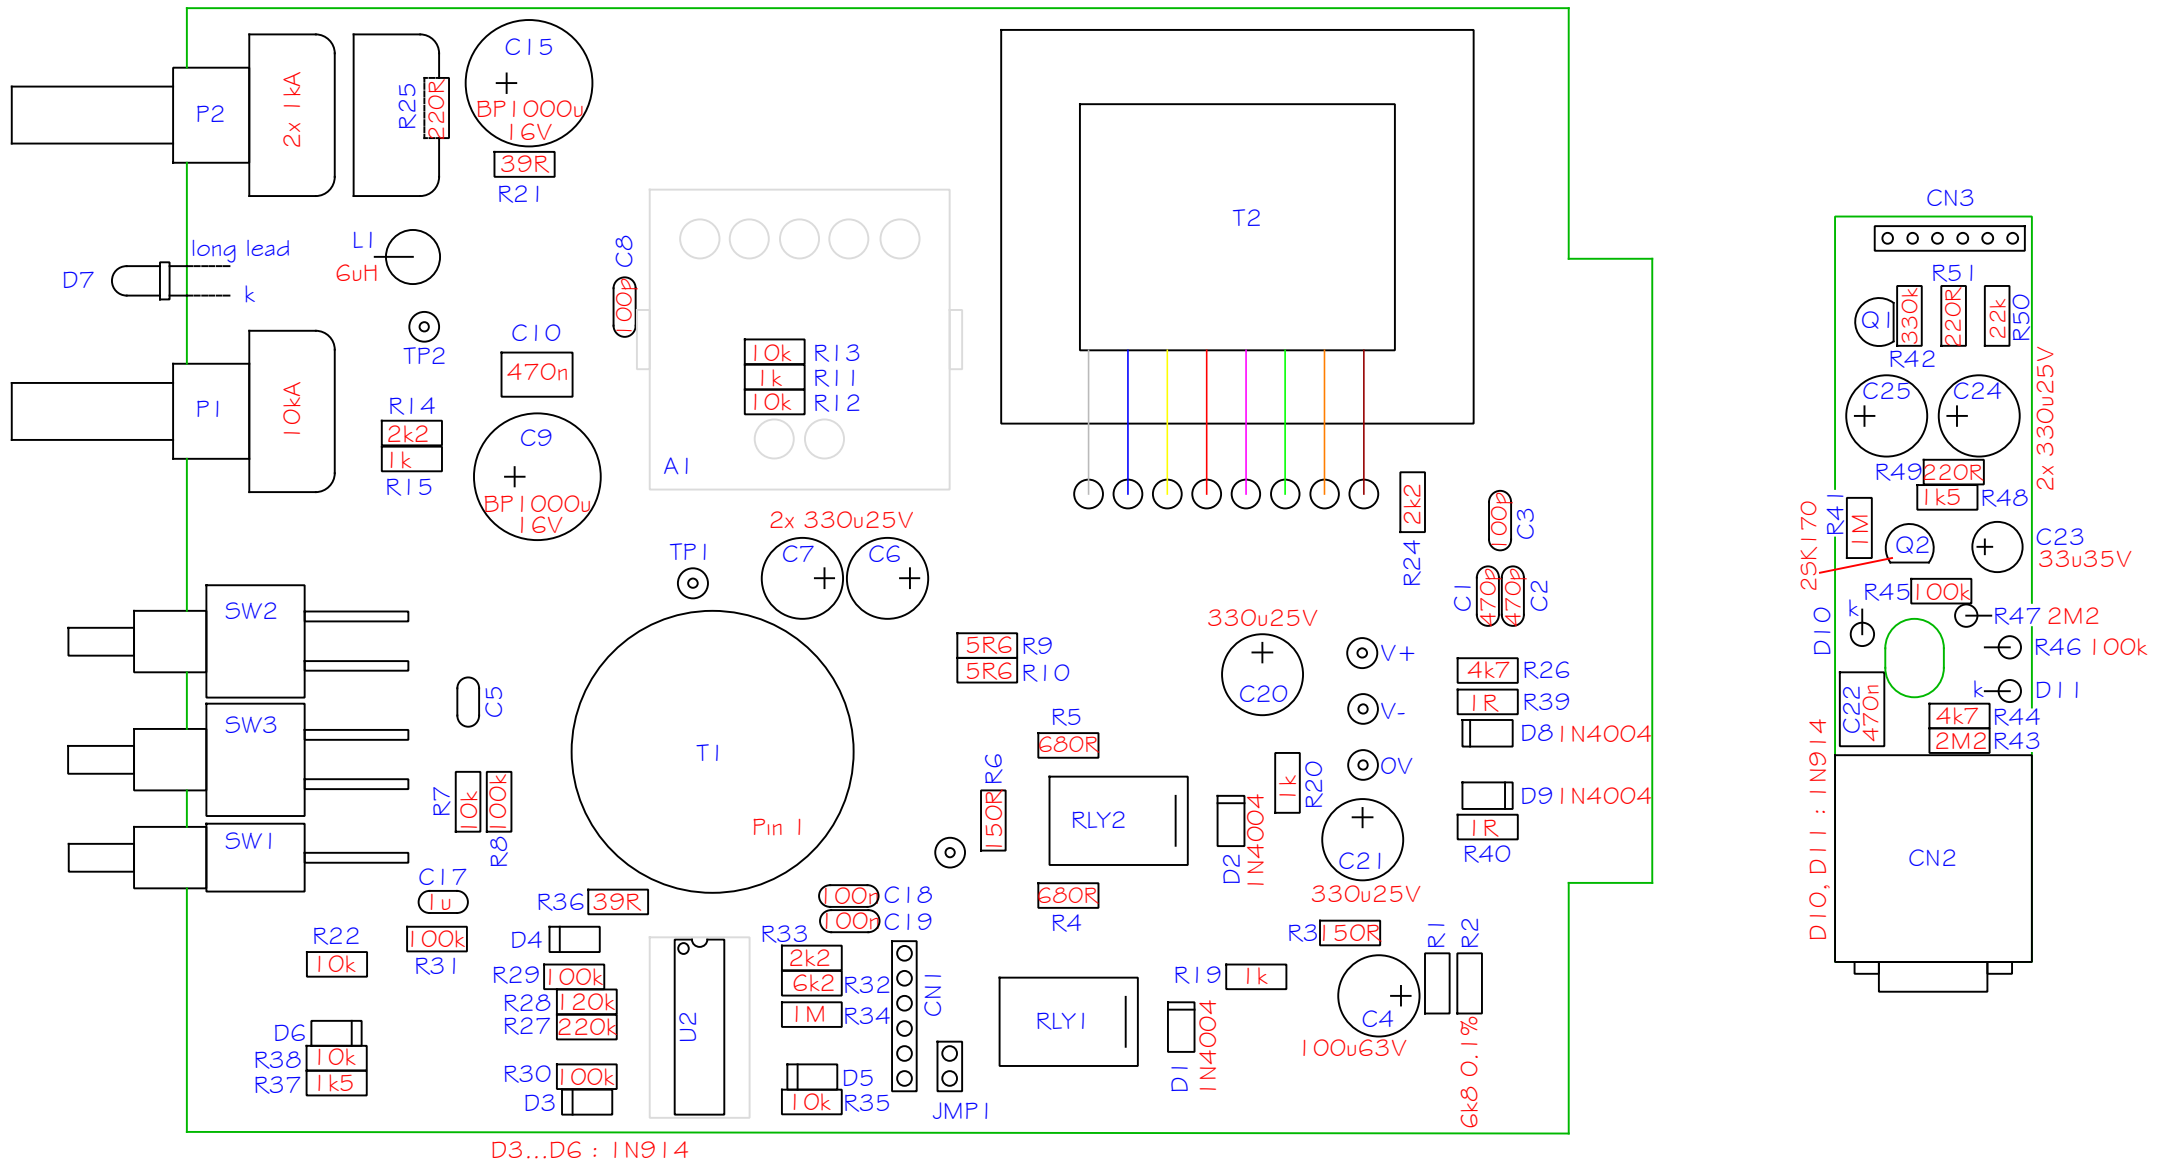 C15
BP1000u
16V
P2
2x 1kA
R25
220R
39R
R21
T2
CN3
long lead
L1
6uH
D7
k
C8
100p
TP2
C10
470n
10k R13
1k R11
10k R12
A1
P1
10kA
R14
2k2
1k
R15
C9
BP1000u
16V
R51
Q1
330k
220R
22k
R50
R42
C25
C24
2x 330u25V
R49 220R
1k5 R48
R41
1M
2SK170
Q2
C23
33u35V
R45 100k
k
D10
R47 2M2
R46 100k
k
D11
C22
470n
4k7 R44
2M2 R43
D10, D11 : 1N914
CN2
2k2
R24
100p
C3
C1
470p
470p
C2
2x 330u25V
C7
C6
TP1
T1
Pin 1
5R6 R9
5R6 R10
330u25V
C20
V+
V-
0V
4k7 R26
1R R39
D8 1N4004
D9 1N4004
1R
R40
SW2
SW3
SW1
C5
R7
10k
100k
R8
R5
680R
R6
150R
RLY2
680R
R4
D2
1N4004
1k
R20
C21
330u25V
C17
1u
100k
R31
R22
10k
R36 39R
D4
R29 100k
R28 120k
R27 220k
R30 100k
D3
U2
100n C18
100n C19
R33
2k2
6k2 R32
1M R34
D5
10k R35
CN1
JMP1
RLY1
D1
1N4004
R19 1k
R3 150R
C4
100u63V
R1
R2
6k8 0.1%
D6
R38 10k
R37 1k5
D3...D6 : 1N914